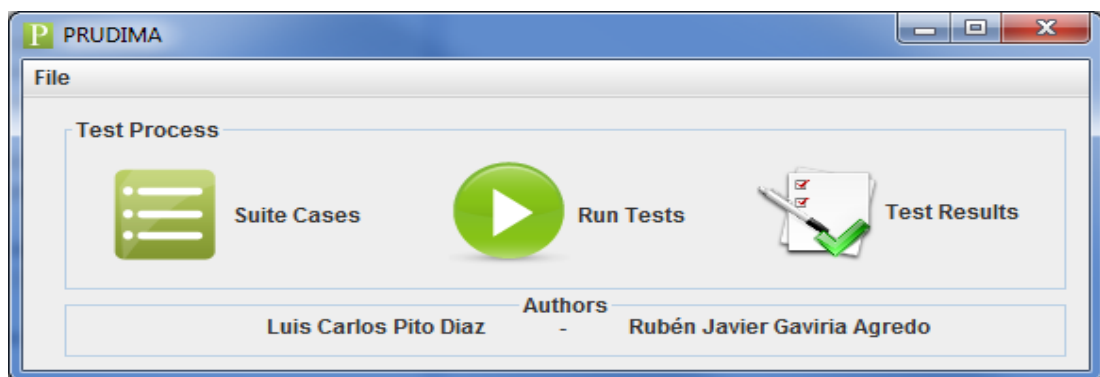 P PRUDIMA
File
Test Process
Suite Cases Run Tests Test Results
Authors
Luis Carlos Pito Diaz - Rubén Javier Gaviria Agredo